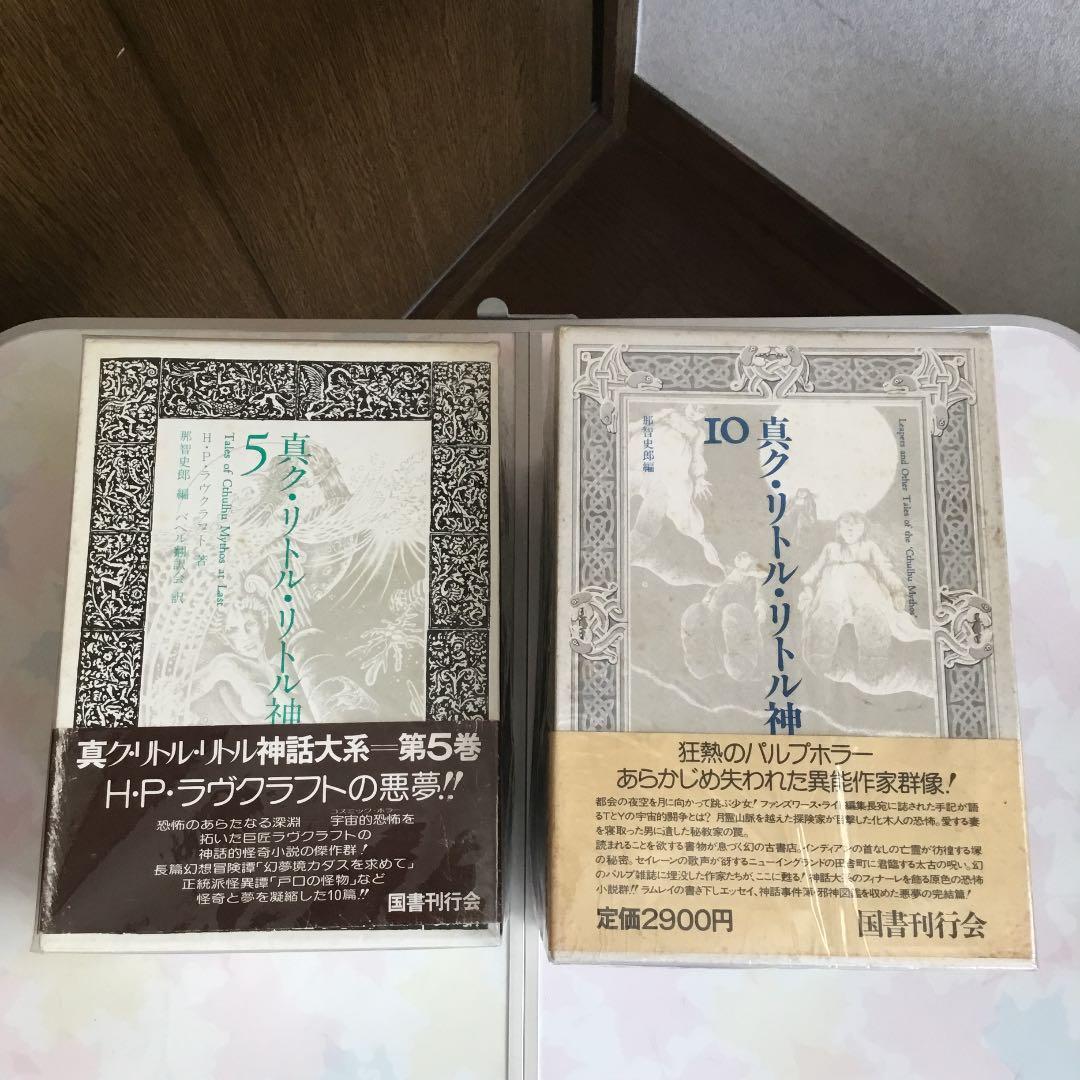 真ク・リトル・リトル神
5
Tales of Cthulhu Mythos at Last
H・P・ラヴクラフト 著
那智史郎 編/バベル翻訳会 訳
真ク・リトル・リトル神話大系=第5巻
H・P・ラヴクラフトの悪夢!!
恐怖のあらたなる深淵 宇宙的恐怖を
コスミック・ホラー
拓いた巨匠ラヴクラフトの
神話的怪奇小説の傑作群!
長篇幻想冒険譚「幻夢境カダスを求めて」
正統派怪異譚「戸口の怪物」など
怪奇と夢を凝縮した10篇!!
国書刊行会
Leapers and Other Tales of the 'Cthulhu Mythos'
真ク・リトル・リトル神
10
那智史郎編
狂熱のパルプホラー
あらかじめ失われた異能作家群像!
都会の夜空を月に向かって跳ぶ少女! ファンズワース・ライト編集長宛に誌された手記が語
るTとYの宇宙的闘争とは? 月霊山脈を越えた探険家が目撃した化木人の恐怖。愛する妻
を寝取った男に遺した秘教家の罠。
読まれることを欲する書物が息づく幻の古書店。インディアンの首なしの亡霊が彷徨する塚
の秘密。セイレーンの歌声が谺するニューイングランドの田舎町に君臨する太古の呪い。幻
のパルプ雑誌に埋没した作家たちが、ここに甦る! 神話大系のフィナーレを飾る原色の恐怖
小説群!! ラムレイの書き下しエッセイ、神話事件簿・邪神図鑑を収めた悪夢の完結篇!
定価2900円
国書刊行会